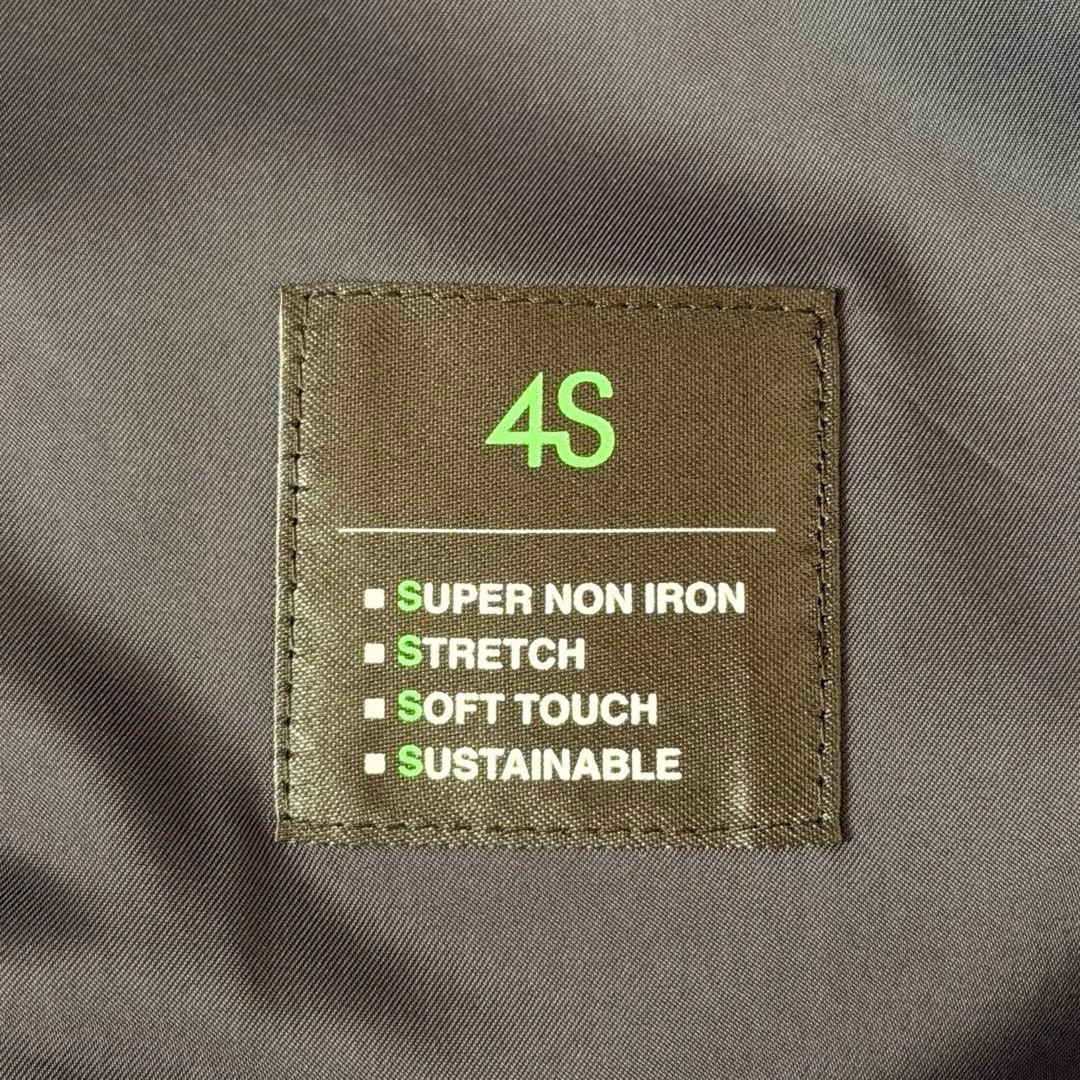 4S
SUPER NON IRON
STRETCH
SOFT TOUCH
SUSTAINABLE